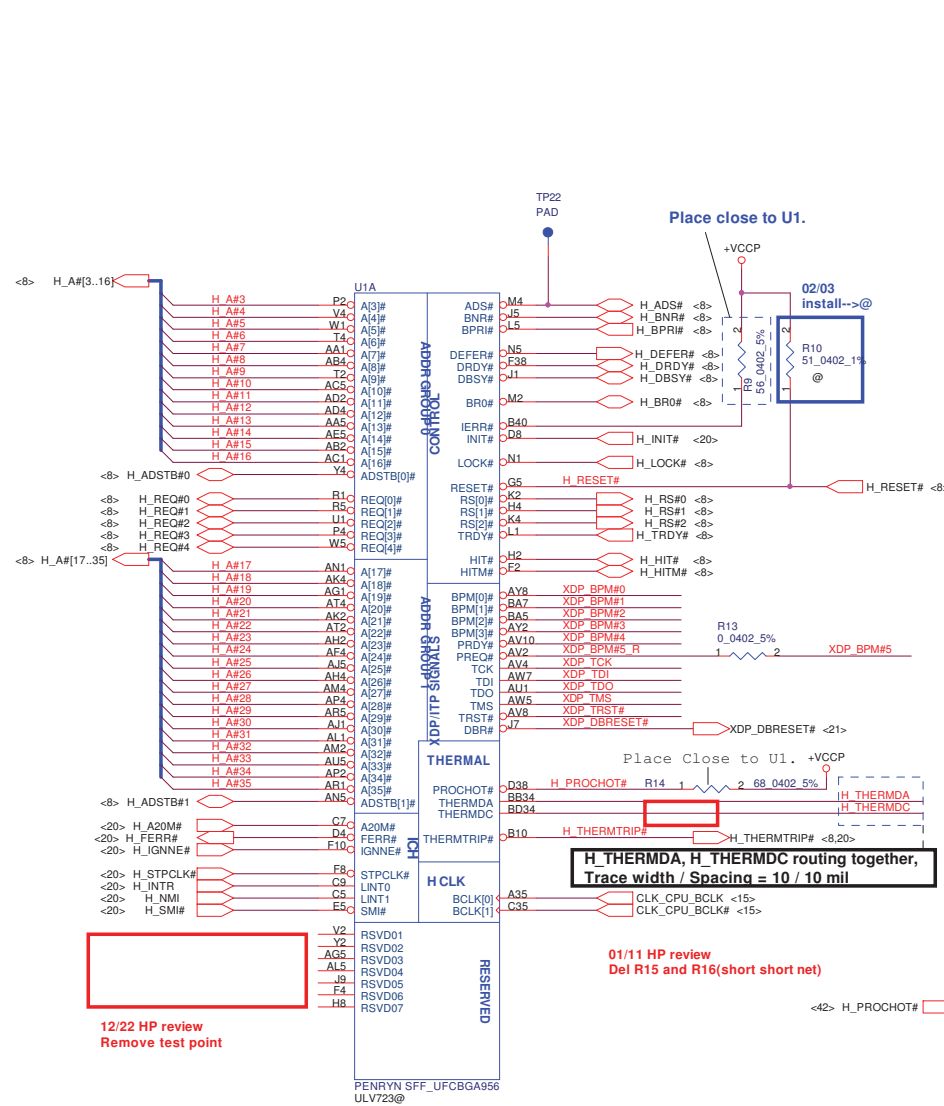 TP22
PAD
Place close to U1.
+VCCP
02/03
install-->@
<8> H_A#[3..16]
U1A
H_A#3 P2 A[3]#
H_A#4 V4 A[4]#
H_A#5 W1 A[5]#
H_A#6 T4 A[6]#
H_A#7 AA1 A[7]#
H_A#8 AB4 A[8]#
H_A#9 T2 A[9]#
H_A#10 AC5 A[10]#
H_A#11 AD2 A[11]#
H_A#12 AD4 A[12]#
H_A#13 AA5 A[13]#
H_A#14 AE5 A[14]#
H_A#15 AB2 A[15]#
H_A#16 AC1 A[16]#
<8> H_ADSTB#0 Y4 ADSTB[0]#
<8> H_REQ#0 R1 REQ[0]#
<8> H_REQ#1 R5 REQ[1]#
<8> H_REQ#2 U1 REQ[2]#
<8> H_REQ#3 P4 REQ[3]#
<8> H_REQ#4 W5 REQ[4]#
<8> H_A#[17..35]
H_A#17 AN1 A[17]#
H_A#18 AK4 A[18]#
H_A#19 AG1 A[19]#
H_A#20 AT4 A[20]#
H_A#21 AK2 A[21]#
H_A#22 AT2 A[22]#
H_A#23 AH2 A[23]#
H_A#24 AF4 A[24]#
H_A#25 AJ5 A[25]#
H_A#26 AH4 A[26]#
H_A#27 AM4 A[27]#
H_A#28 AP4 A[28]#
H_A#29 AR5 A[29]#
H_A#30 AJ1 A[30]#
H_A#31 AL1 A[31]#
H_A#32 AM2 A[32]#
H_A#33 AU5 A[33]#
H_A#34 AP2 A[34]#
H_A#35 AR1 A[35]#
<8> H_ADSTB#1 AN5 ADSTB[1]#
<20> H_A20M# C7 A20M#
<20> H_FERR# D4 FERR#
<20> H_IGNNE# F10 IGNNE#
<20> H_STPCLK# F8 STPCLK#
<20> H_INTR C9 LINT0
<20> H_NMI C5 LINT1
<20> H_SMI# E5 SMI#
V2 RSVD01
Y2 RSVD02
AG5 RSVD03
AL5 RSVD04
J9 RSVD05
F4 RSVD06
H8 RSVD07
12/22 HP review
Remove test point
ADDR GROUP 0
CONTROL
ADDR GROUP 1
XDP/ITP SIGNALS
THERMAL
ICH
H CLK
RESERVED
ADS# M4 H_ADS# <8>
BNR# J5 H_BNR# <8>
BPRI# L5 H_BPRI# <8>
DEFER# N5 H_DEFER# <8>
DRDY# F38 H_DRDY# <8>
DBSY# J1 H_DBSY# <8>
BR0# M2 H_BR0# <8>
IERR# B40
INIT# D8 H_INIT# <20>
LOCK# N1 H_LOCK# <8>
RESET# G5 H_RESET# H_RESET# <8>
RS[0]# K2 H_RS#0 <8>
RS[1]# H4 H_RS#1 <8>
RS[2]# K4 H_RS#2 <8>
TRDY# L1 H_TRDY# <8>
HIT# H2 H_HIT# <8>
HITM# F2 H_HITM# <8>
2 1 R9 56_0402_5%
2 1 R10
51_0402_1%
@
BPM[0]# AY8 XDP_BPM#0
BPM[1]# BA7 XDP_BPM#1
BPM[2]# BA5 XDP_BPM#2
BPM[3]# AY2 XDP_BPM#3
PRDY# AV10 XDP_BPM#4
PREQ# AV2 XDP_BPM#5_R 1 2 XDP_BPM#5
R13
0_0402_5%
TCK AV4 XDP_TCK
TDI AW7 XDP_TDI
TDO AU1 XDP_TDO
TMS AW5 XDP_TMS
TRST# AV8 XDP_TRST#
DBR# J7 XDP_DBRESET# XDP_DBRESET# <21>
Place Close to U1. +VCCP
PROCHOT# D38 H_PROCHOT# R14 1 2 68_0402_5%
THERMDA BB34 H_THERMDA
THERMDC BD34 H_THERMDC
THERMTRIP# B10 H_THERMTRIP# H_THERMTRIP# <8,20>
H_THERMDA, H_THERMDC routing together,
Trace width / Spacing = 10 / 10 mil
BCLK[0] A35 CLK_CPU_BCLK <15>
BCLK[1] C35 CLK_CPU_BCLK# <15>
01/11 HP review
Del R15 and R16(short short net)
<42> H_PROCHOT#
PENRYN SFF_UFCBGA956
ULV723@